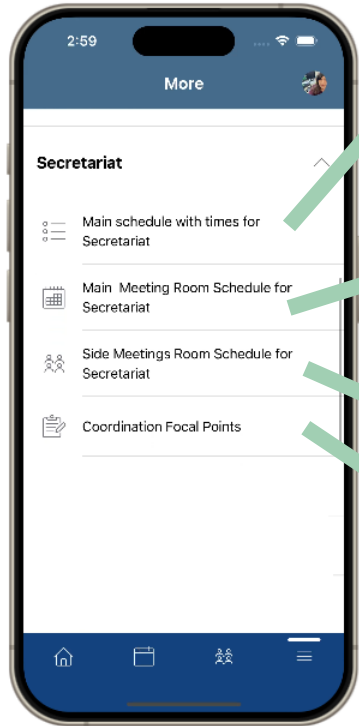 2:59
More
Secretariat
Main schedule with times for
Secretariat
Main Meeting Room Schedule for
Secretariat
Side Meetings Room Schedule for
Secretariat
Coordination Focal Points